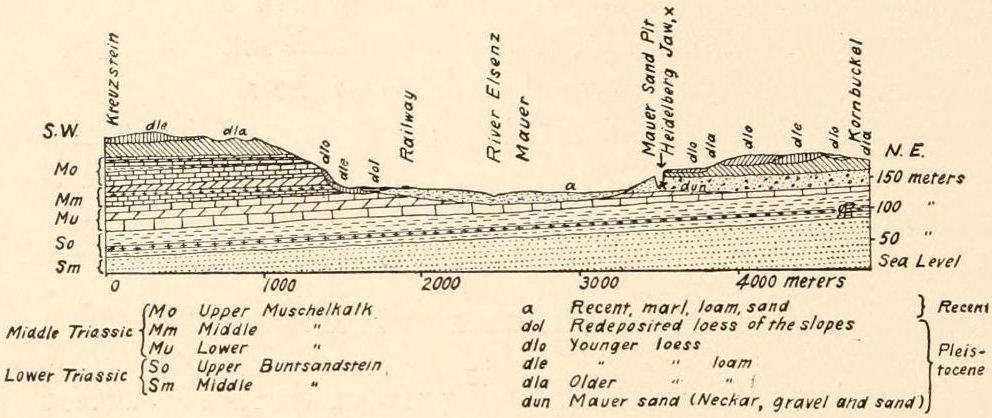 Kreuzstein
Railway
River Elsenz
Mauer
Mauer Sand Pit
Heidelberg Jaw, x
Kornbuckel
S.W.
N.E.
dle
dla
dlo
dle
dol
a
x
dun
dlo
dla
dlo
dle
dlo
dla
Mo
Mm
Mu
So
Sm
150 meters
100 "
50 "
Sea Level
0 1000 2000 3000 4000 meters
Middle Triassic
Mo Upper Muschelkalk
Mm Middle "
Mu Lower "
Lower Triassic
So Upper Buntsandstein
Sm Middle "
a Recent, marl, loam, sand
Recent
dol Redeposited loess of the slopes
dlo Younger loess
dle " " loam
dla Older " "
dun Mauer sand (Neckar, gravel and sand)
Pleis-
tocene